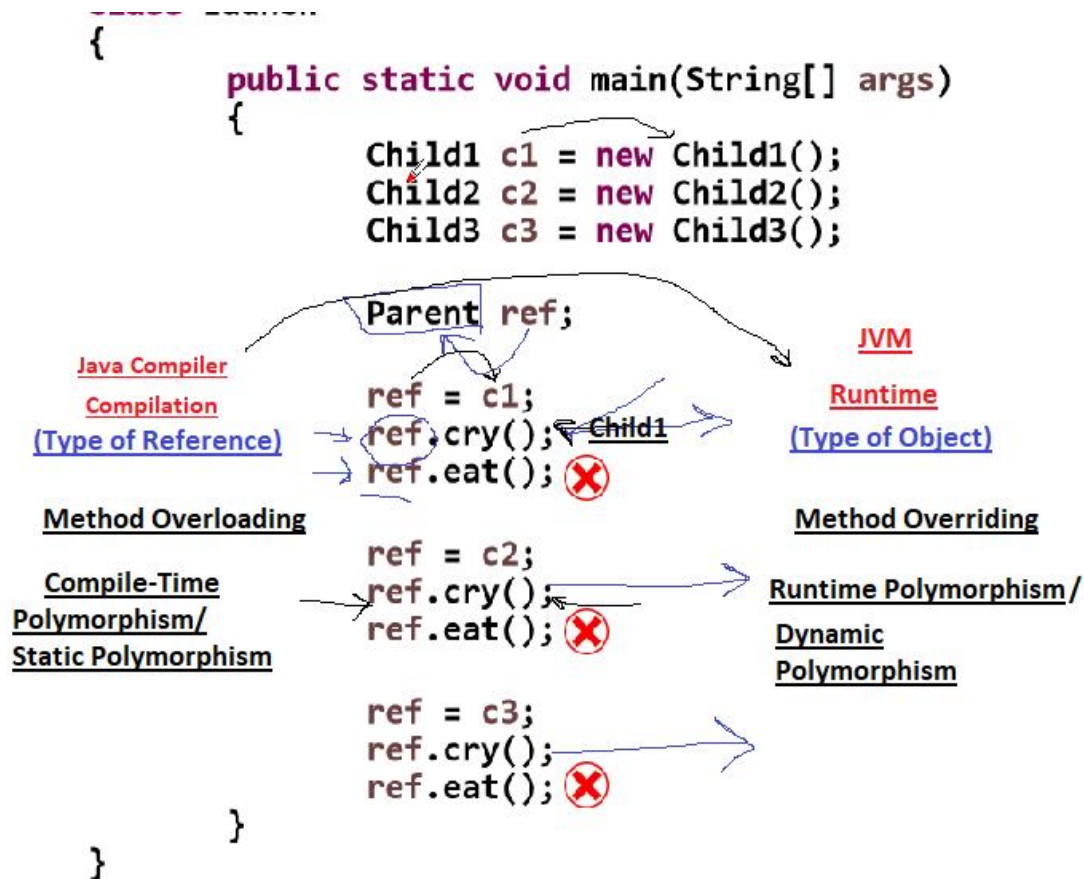 {
public static void main(String[] args)
{
Child1 c1 = new Child1();
Child2 c2 = new Child2();
Child3 c3 = new Child3();
Parent ref;
JVM
Java Compiler
ref = c1;
Runtime
Compilation
ref.cry();
Child1
(Type of Reference)
(Type of Object)
ref.eat();
Method Overloading
Method Overriding
ref = c2;
Compile-Time
ref.cry();
Runtime Polymorphism/
Polymorphism/
ref.eat();
Dynamic
Static Polymorphism
Polymorphism
ref = c3;
ref.cry();
ref.eat();
}
}